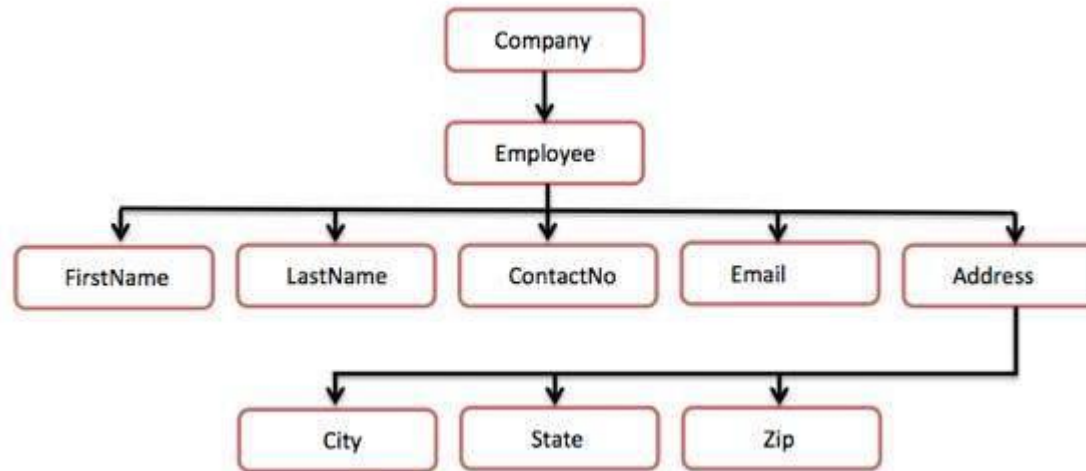 Company
Employee
FirstName
LastName
ContactNo
Email
Address
City
State
Zip